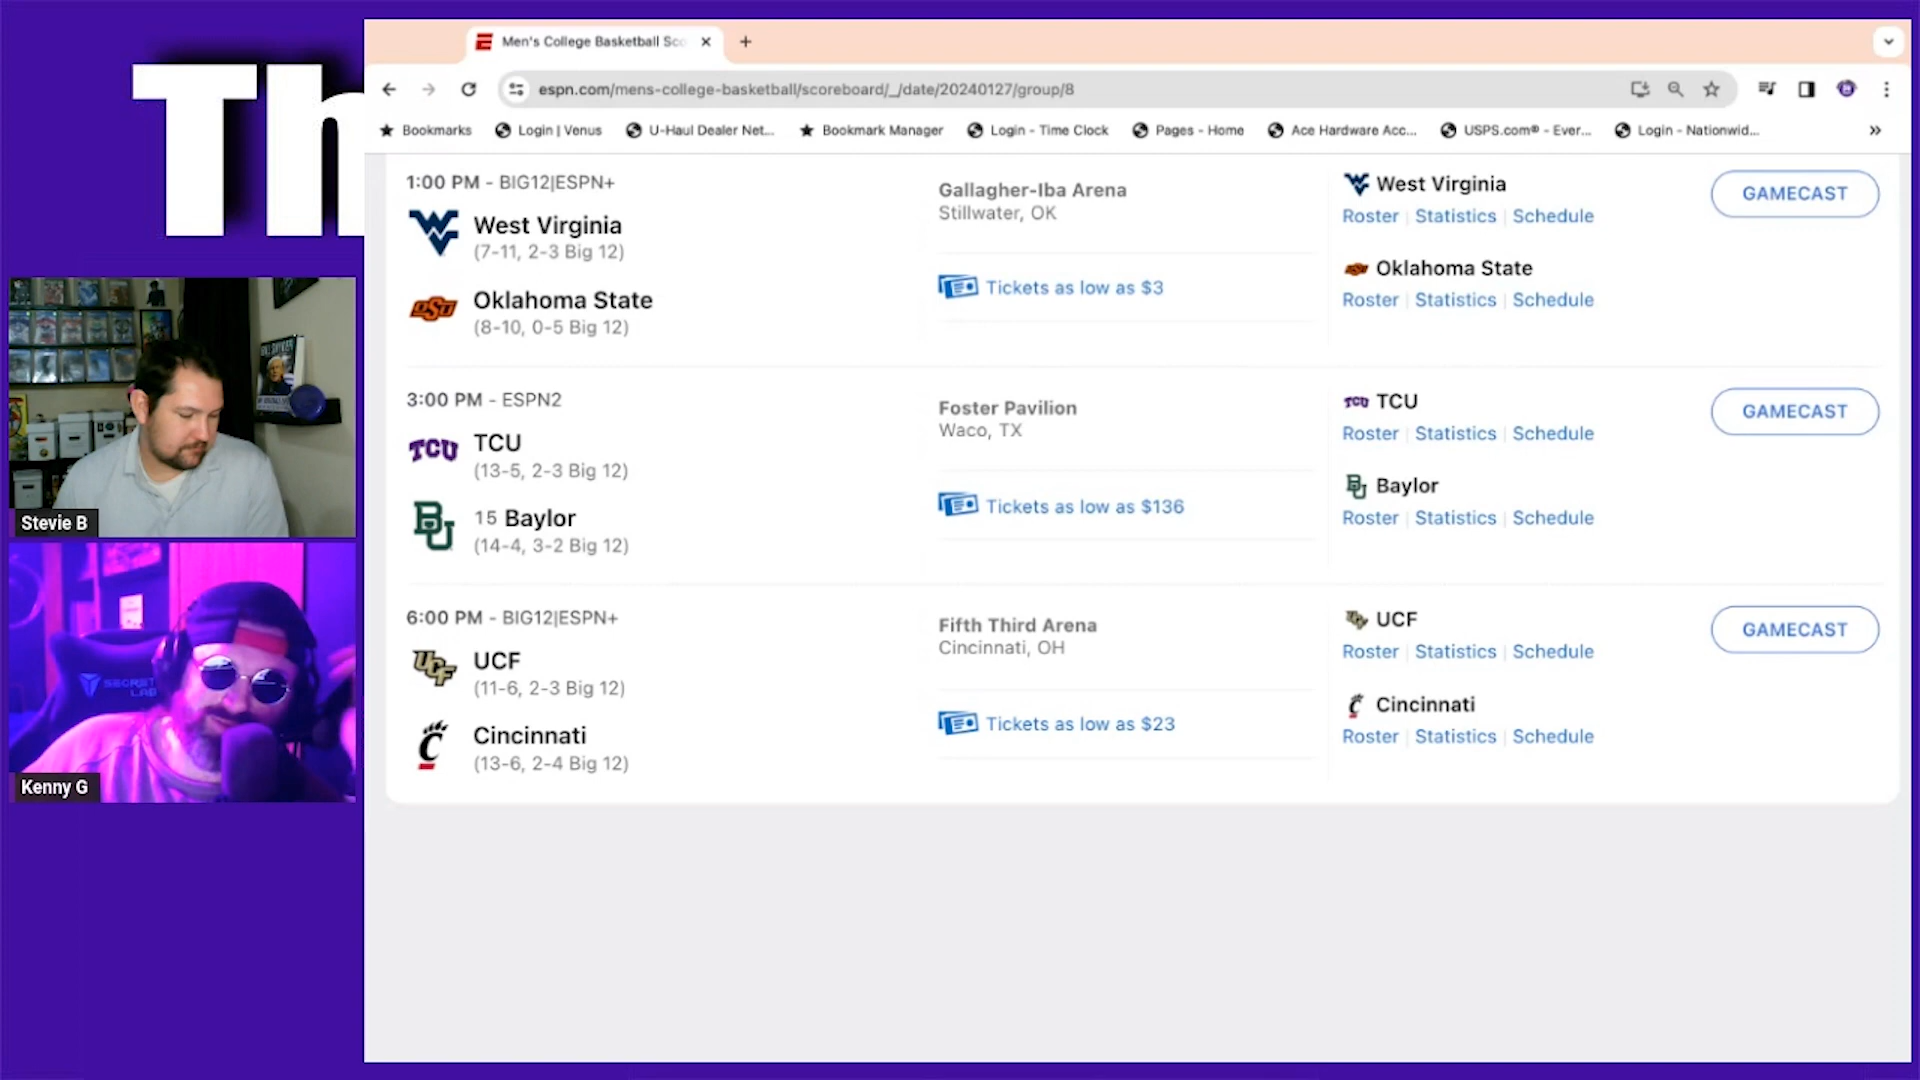 Th
Men's College Basketball Sco
espn.com/mens-college-basketball/scoreboard/_/date/20240127/group/8
Bookmarks
Login | Venus
U-Haul Dealer Net...
Bookmark Manager
Login - Time Clock
Pages - Home
Ace Hardware Acc...
USPS.com® - Ever...
Login - Nationwid...
1:00 PM - BIG12|ESPN+
West Virginia
(7-11, 2-3 Big 12)
Oklahoma State
(8-10, 0-5 Big 12)
Gallagher-Iba Arena
Stillwater, OK
Tickets as low as $3
West Virginia
Roster | Statistics | Schedule
Oklahoma State
Roster | Statistics | Schedule
GAMECAST
3:00 PM - ESPN2
TCU TCU
(13-5, 2-3 Big 12)
15 Baylor
(14-4, 3-2 Big 12)
Foster Pavilion
Waco, TX
Tickets as low as $136
TCU TCU
Roster | Statistics | Schedule
Baylor
Roster | Statistics | Schedule
GAMECAST
6:00 PM - BIG12|ESPN+
UCF UCF
(11-6, 2-3 Big 12)
Cincinnati
(13-6, 2-4 Big 12)
Fifth Third Arena
Cincinnati, OH
Tickets as low as $23
UCF
Roster | Statistics | Schedule
Cincinnati
Roster | Statistics | Schedule
GAMECAST
Stevie B
SECRET
LAB
Kenny G